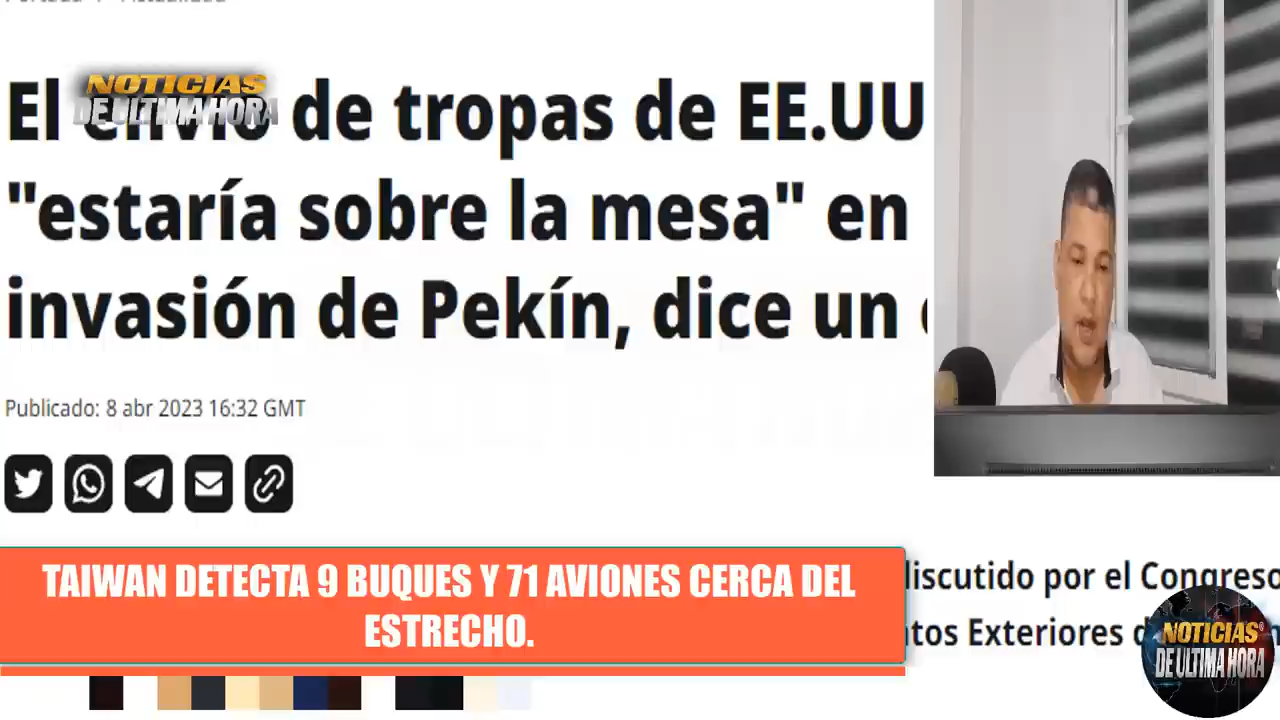 Portada / Actualidad
El envío de tropas de EE.UU
"estaría sobre la mesa" en
invasión de Pekín, dice un
NOTICIAS
DE ULTIMA HORA
Publicado: 8 abr 2023 16:32 GMT
discutido por el Congreso
Exteriores
TAIWAN DETECTA 9 BUQUES Y 71 AVIONES CERCA DEL
ESTRECHO.
NOTICIAS
DE ULTIMA HORA